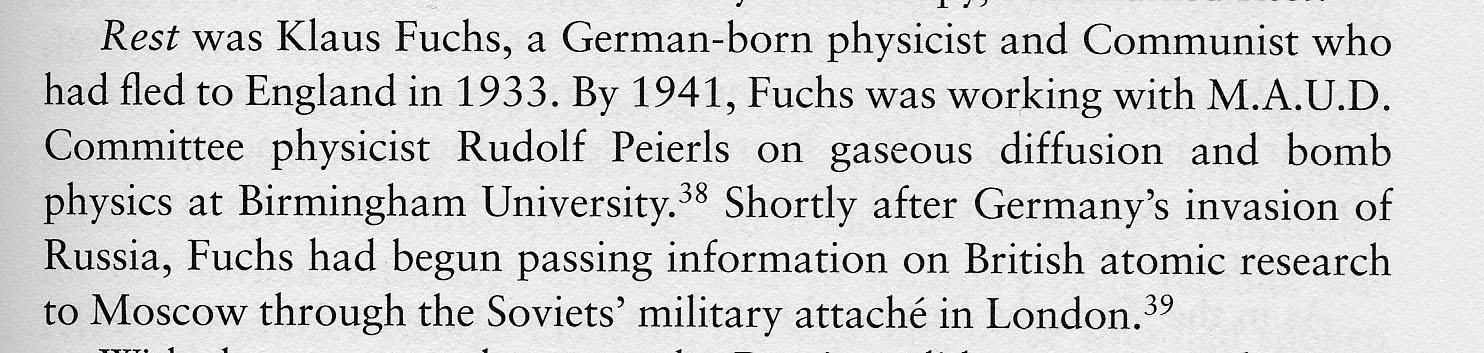 Rest was Klaus Fuchs, a German-born physicist and Communist who
had fled to England in 1933. By 1941, Fuchs was working with M.A.U.D.
Committee physicist Rudolf Peierls on gaseous diffusion and bomb
physics at Birmingham University.³⁸ Shortly after Germany’s invasion of
Russia, Fuchs had begun passing information on British atomic research
to Moscow through the Soviets’ military attaché in London.³⁹